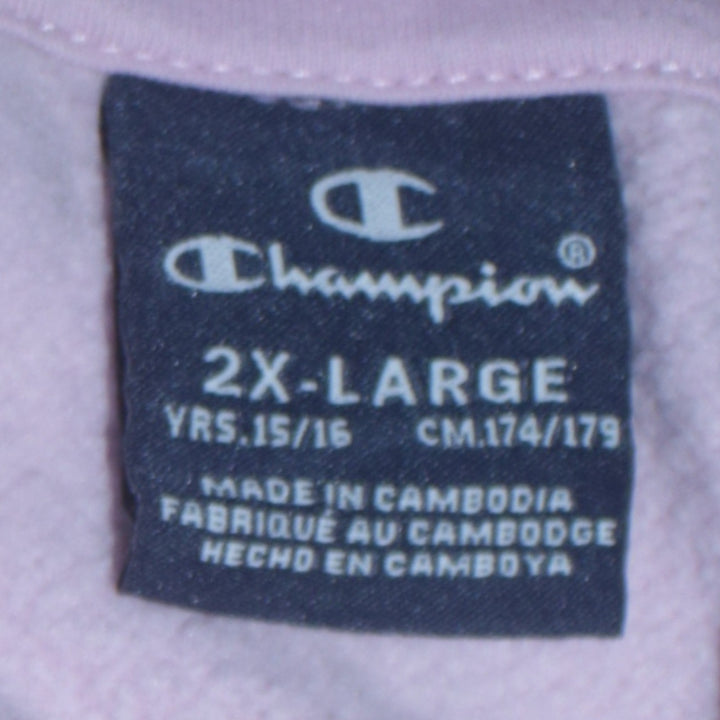 Champion®
2X-LARGE
YRS.15/16 CM.174/179
MADE IN CAMBODIA
FABRIQUÉ AU CAMBODGE
HECHO EN CAMBOYA